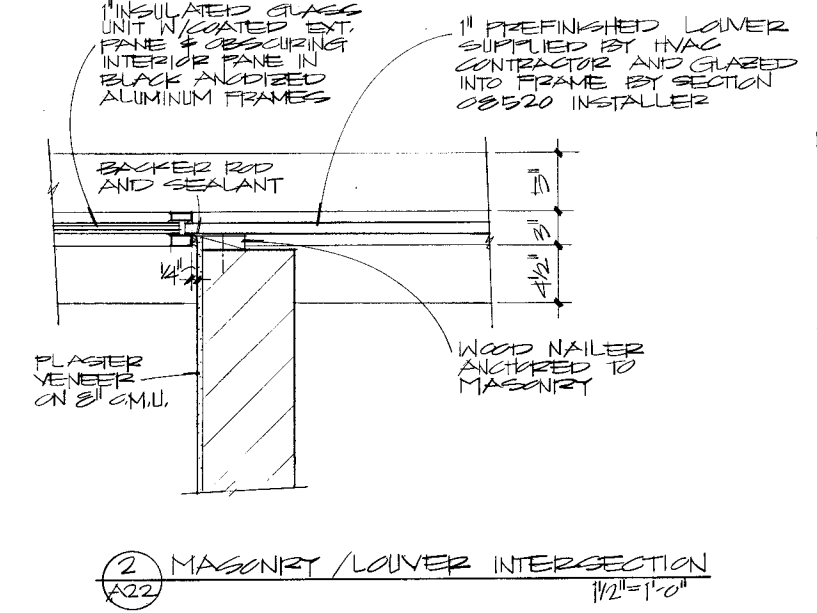 1" INSULATED GLASS
UNIT W/COATED EXT.
PANE & OBSCURING
INTERIOR PANE IN
BLACK ANODIZED
ALUMINUM FRAMES
1" PREFINISHED LOUVER
SUPPLIED BY HVAC
CONTRACTOR AND GLAZED
INTO FRAME BY SECTION
08520 INSTALLER
BACKER ROD
AND SEALANT
5"
3"
4½"
¼"
PLASTER
VENEER
ON 8" C.M.U.
WOOD NAILER
ANCHORED TO
MASONRY
2
A22
MASONRY / LOUVER INTERSECTION
1½"=1'-0"